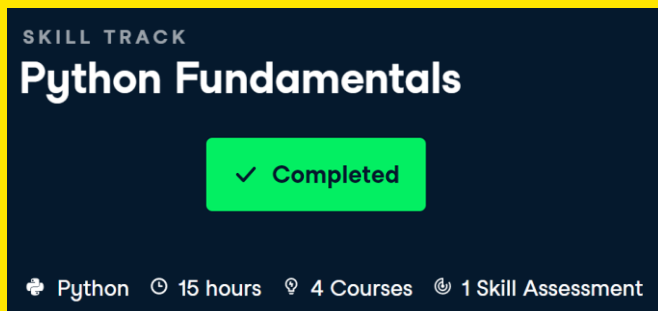 SKILL TRACK
Python Fundamentals
Completed
Python 15 hours 4 Courses 1 Skill Assessment